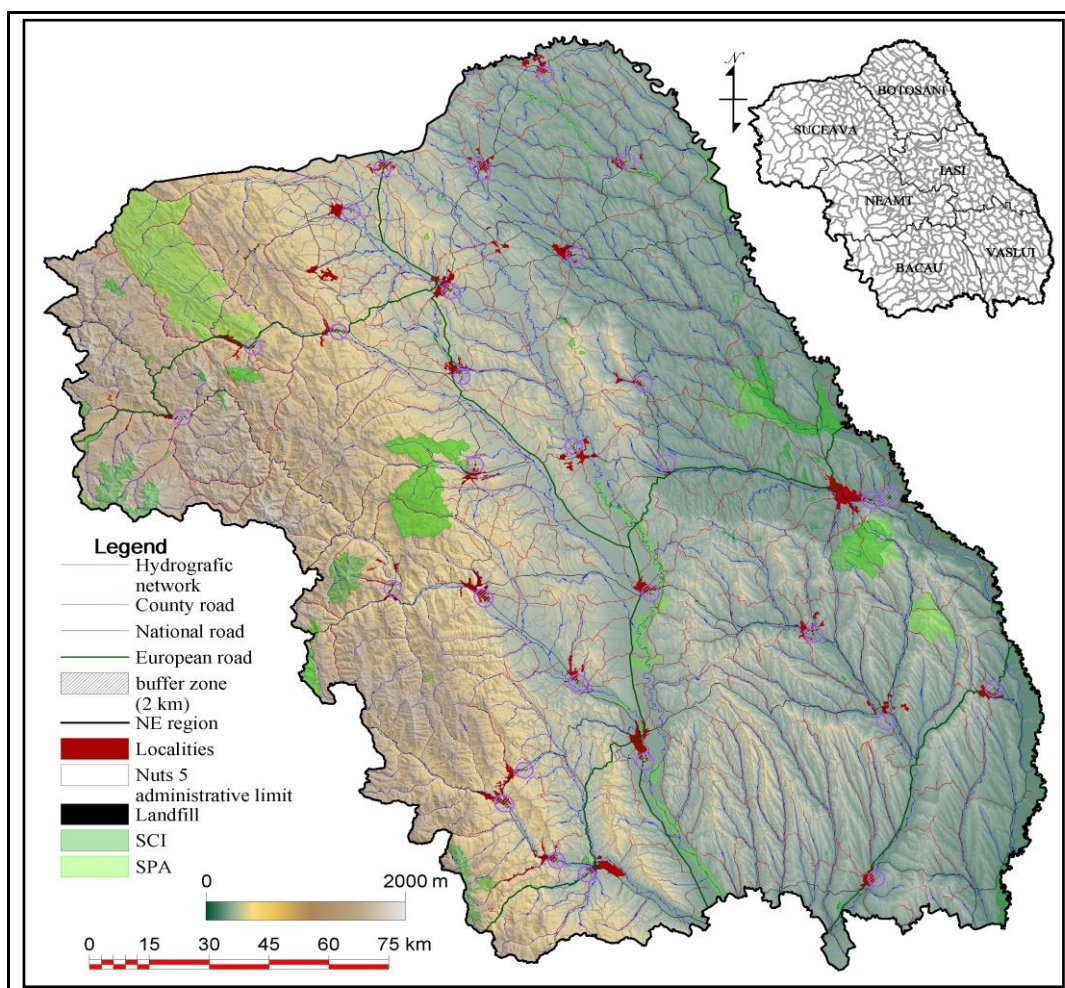 N
BOTOSANI
SUCEAVA
IASI
NEAMT
VASLUI
BACAU
Legend
Hydrografic
network
County road
National road
European road
buffer zone
(2 km)
NE region
Localities
Nuts 5
administrative limit
Landfill
SCI
SPA
0 2000 m
0 15 30 45 60 75 km